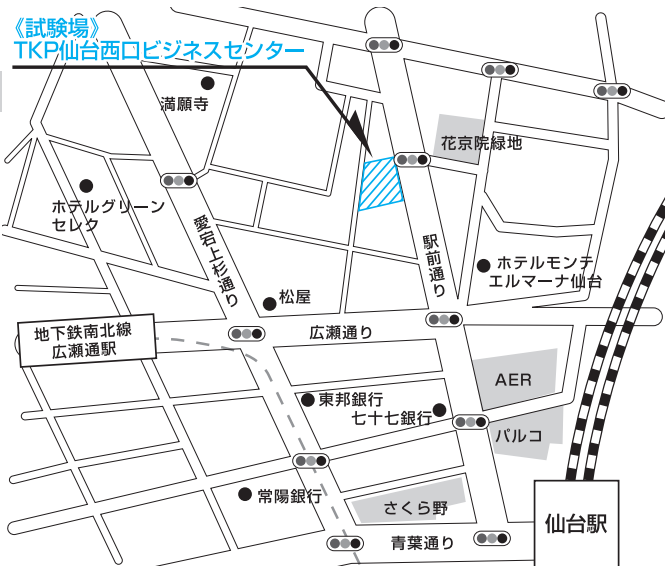 《試験場》
TKP仙台西口ビジネスセンター
満願寺
花京院緑地
ホテルグリーン
セレク
愛宕上杉通り
駅前通り
ホテルモンテ
エルマーナ仙台
松屋
地下鉄南北線
広瀬通駅
広瀬通り
AER
東邦銀行
七十七銀行
パルコ
常陽銀行
さくら野
仙台駅
青葉通り